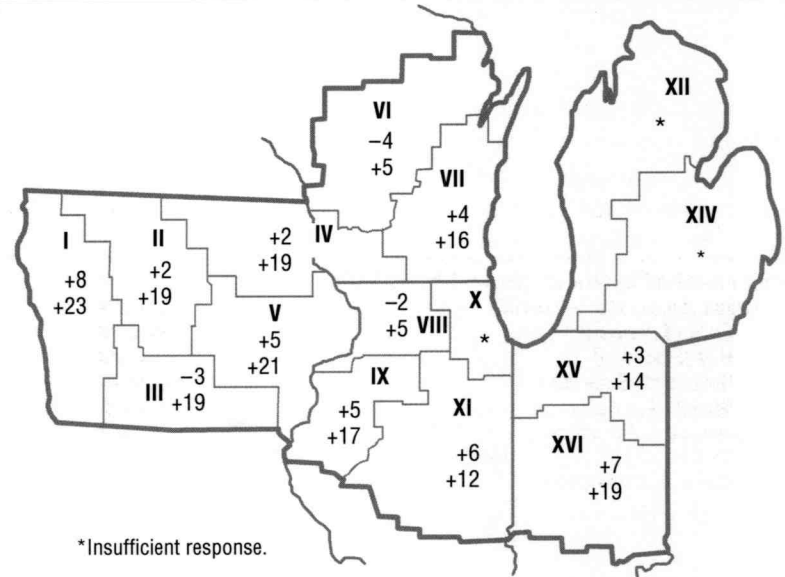 XII
*
VI
−4
+5
VII
+4
+16
XIV
*
I
+8
+23
II
+2
+19
+2
+19
IV
V
+5
+21
III
−3
+19
−2
+5
VIII
X
*
IX
+5
+17
XI
+6
+12
XV
+3
+14
XVI
+7
+19
*Insufficient response.